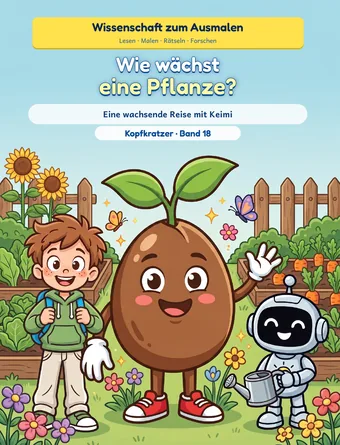 Wissenschaft zum Ausmalen
Lesen · Malen · Rätseln · Forschen
Wie wächst
eine Pflanze?
Eine wachsende Reise mit Keimi
Kopfkratzer · Band 18